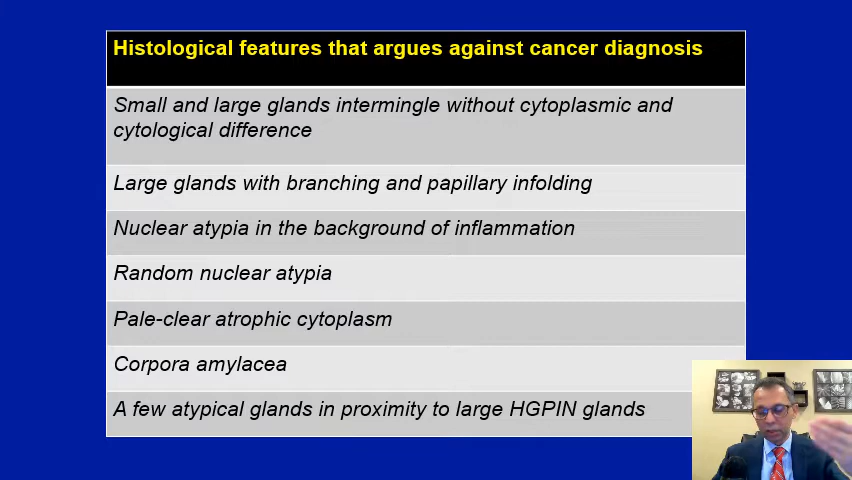 Histological features that argues against cancer diagnosis
Small and large glands intermingle without cytoplasmic and
cytological difference
Large glands with branching and papillary infolding
Nuclear atypia in the background of inflammation
Random nuclear atypia
Pale-clear atrophic cytoplasm
Corpora amylacea
A few atypical glands in proximity to large HGPIN glands